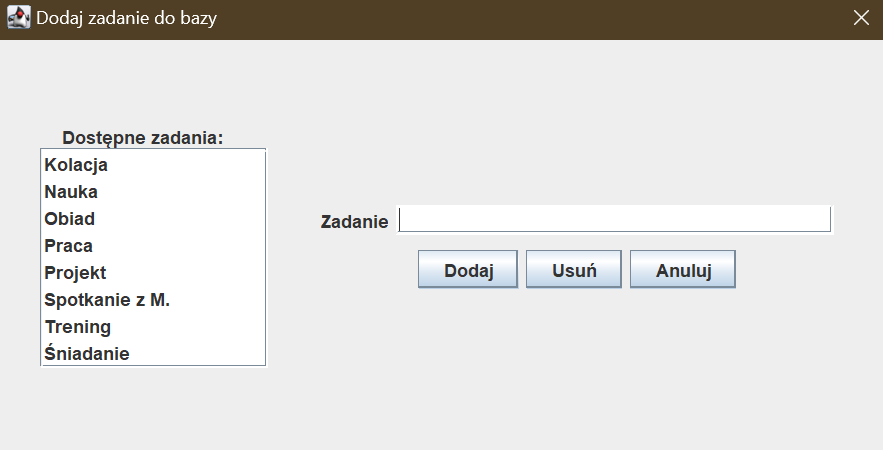 Dodaj zadanie do bazy
Dostępne zadania:
Kolacja
Nauka
Obiad
Praca
Projekt
Spotkanie z M.
Trening
Śniadanie
Zadanie
Dodaj Usuń Anuluj